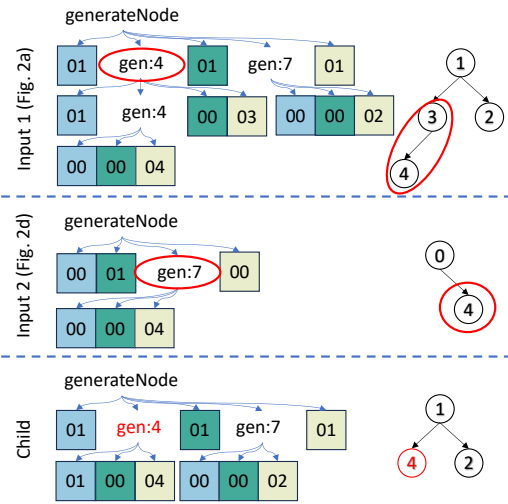 generateNode
Input 1 (Fig. 2a)
01 gen:4 01 gen:7 01
01 gen:4 00 03 00 00 02
00 00 04
1
3 2
4
generateNode
Input 2 (Fig. 2d)
00 01 gen:7 00
00 00 04
0
4
generateNode
Child
01 gen:4 01 gen:7 01
01 00 04 00 00 02
1
4 2